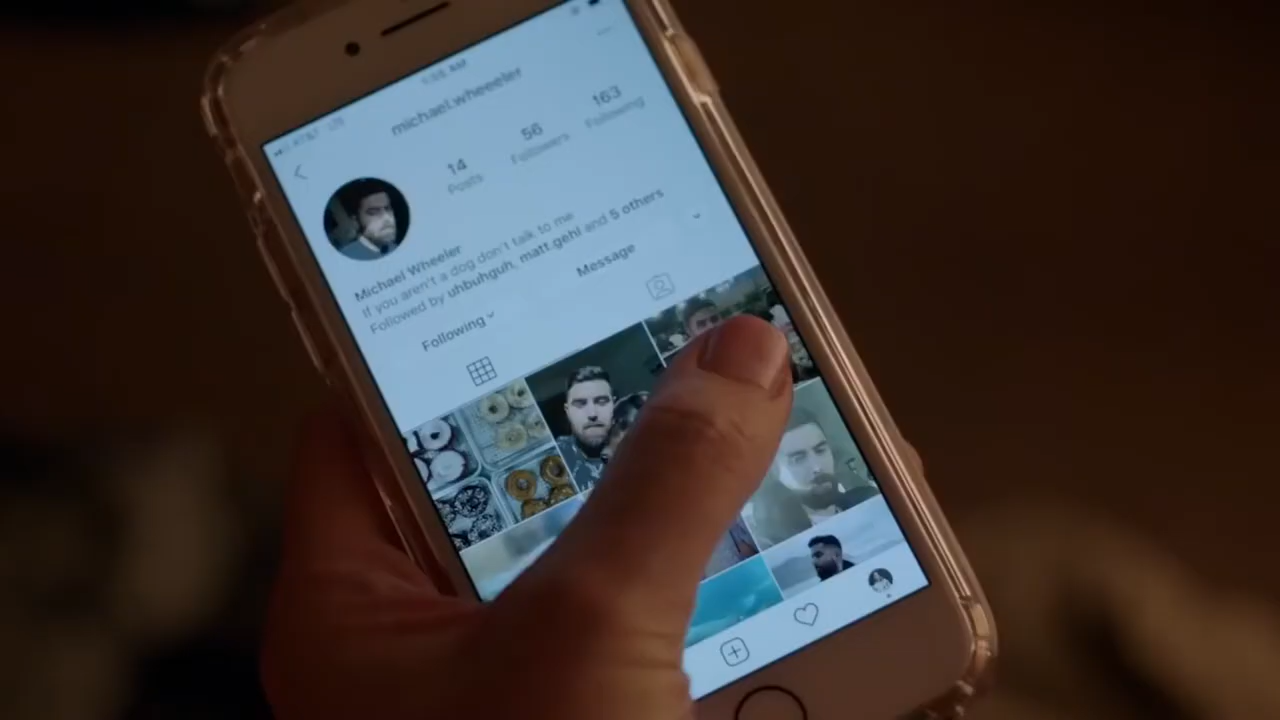 michael.wheeeler
14
Posts
56
Followers
163
Following
Michael Wheeler
If you aren't a dog don't talk to me
Followed by uhbuhguh, matt.gehl and 5 others
Following
Message